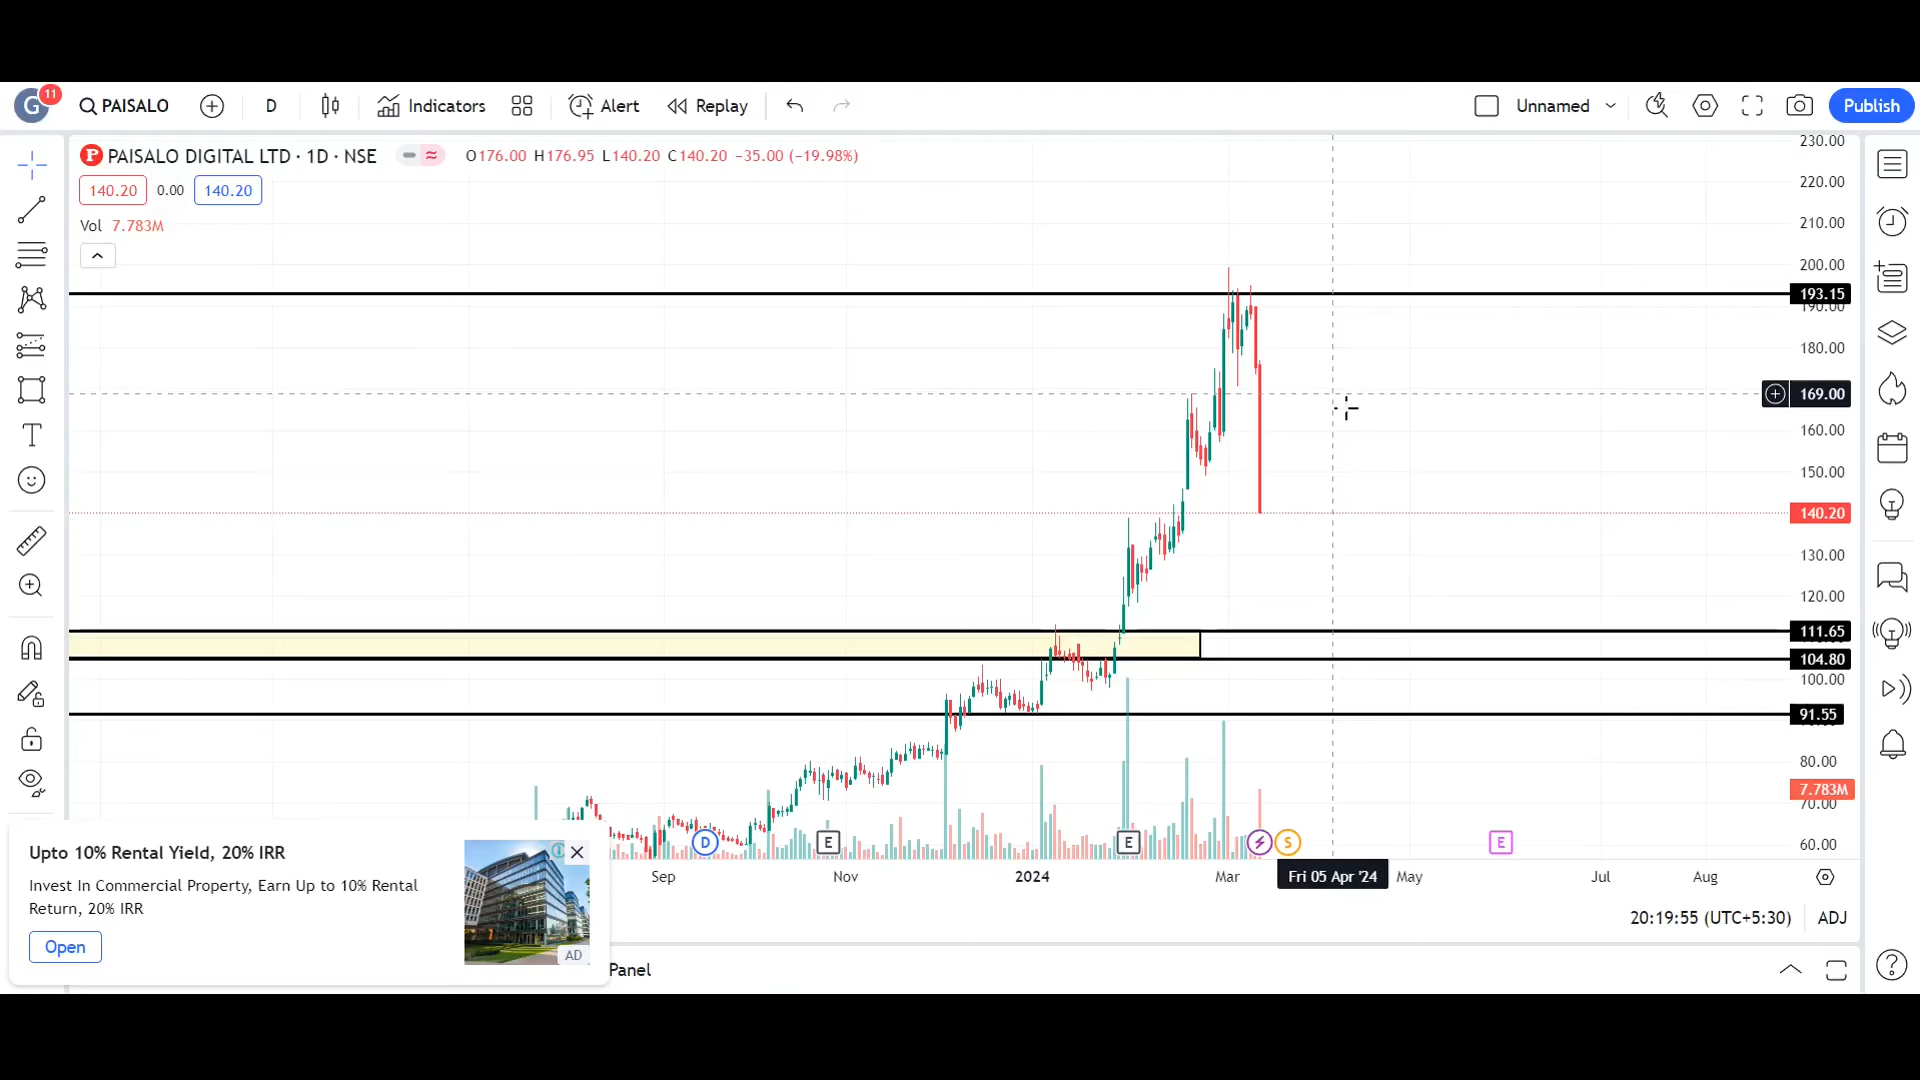 G 11 PAISALO D Indicators Alert Replay Unnamed Publish
P PAISALO DIGITAL LTD · 1D · NSE O176.00 H176.95 L140.20 C140.20 −35.00 (−19.98%)
140.20 0.00 140.20
Vol 7.783M
230.00
220.00
210.00
200.00
193.15
190.00
180.00
169.00
160.00
150.00
140.20
130.00
120.00
111.65
104.80
100.00
91.55
80.00
7.783M
70.00
60.00
D E E S E
Sep Nov 2024 Mar Fri 05 Apr '24 May Jul Aug
Upto 10% Rental Yield, 20% IRR
Invest In Commercial Property, Earn Up to 10% Rental
Return, 20% IRR
Open
AD
20:19:55 (UTC+5:30) ADJ
Panel